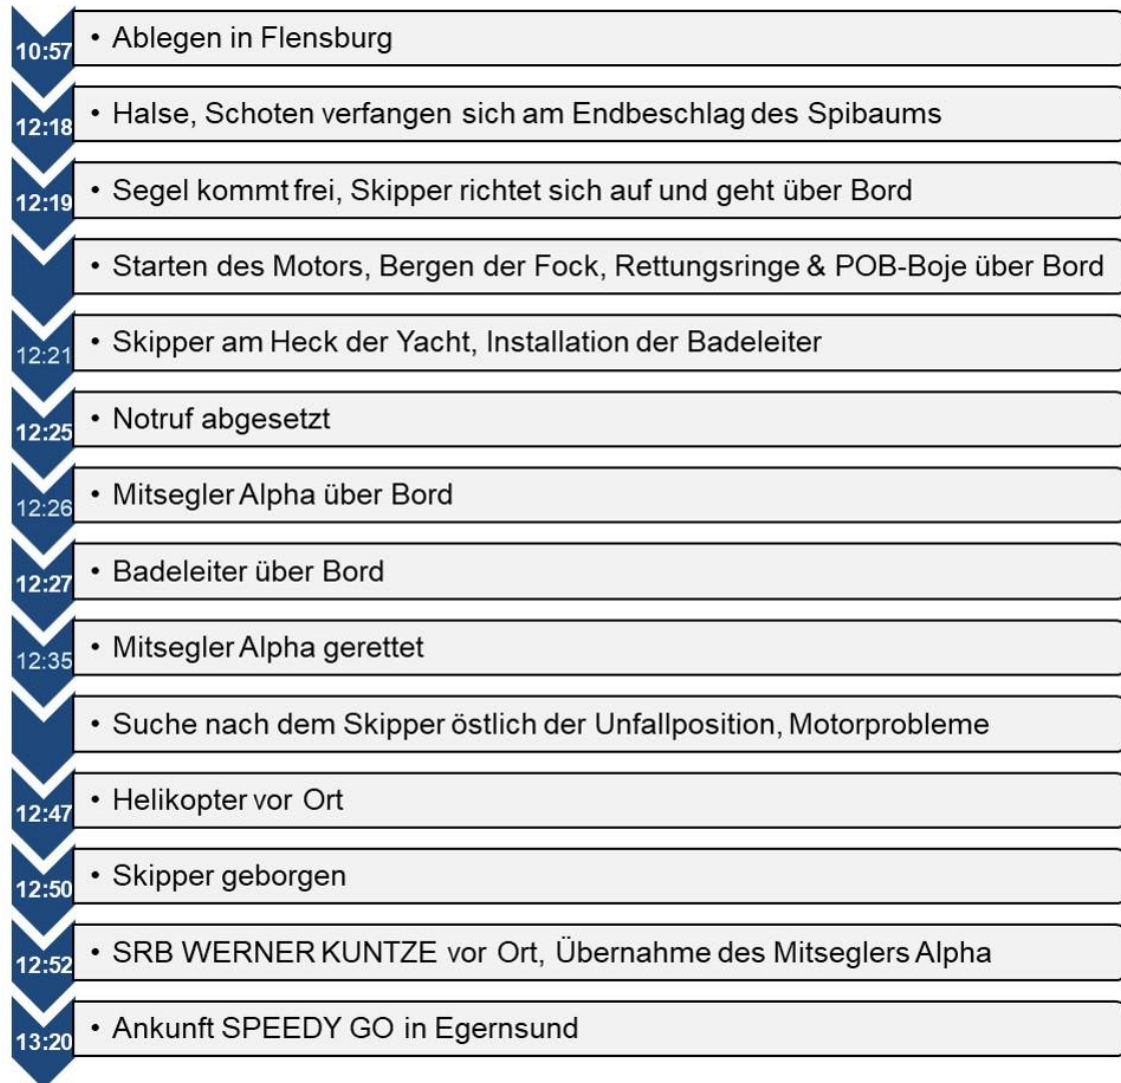 10:57 • Ablegen in Flensburg
12:18 • Halse, Schoten verfangen sich am Endbeschlag des Spibaums
12:19 • Segel kommt frei, Skipper richtet sich auf und geht über Bord
• Starten des Motors, Bergen der Fock, Rettungsringe & POB-Boje über Bord
12:21 • Skipper am Heck der Yacht, Installation der Badeleiter
12:25 • Notruf abgesetzt
12:26 • Mitsegler Alpha über Bord
12:27 • Badeleiter über Bord
12:35 • Mitsegler Alpha gerettet
• Suche nach dem Skipper östlich der Unfallposition, Motorprobleme
12:47 • Helikopter vor Ort
12:50 • Skipper geborgen
12:52 • SRB WERNER KUNTZE vor Ort, Übernahme des Mitseglers Alpha
13:20 • Ankunft SPEEDY GO in Egernsund